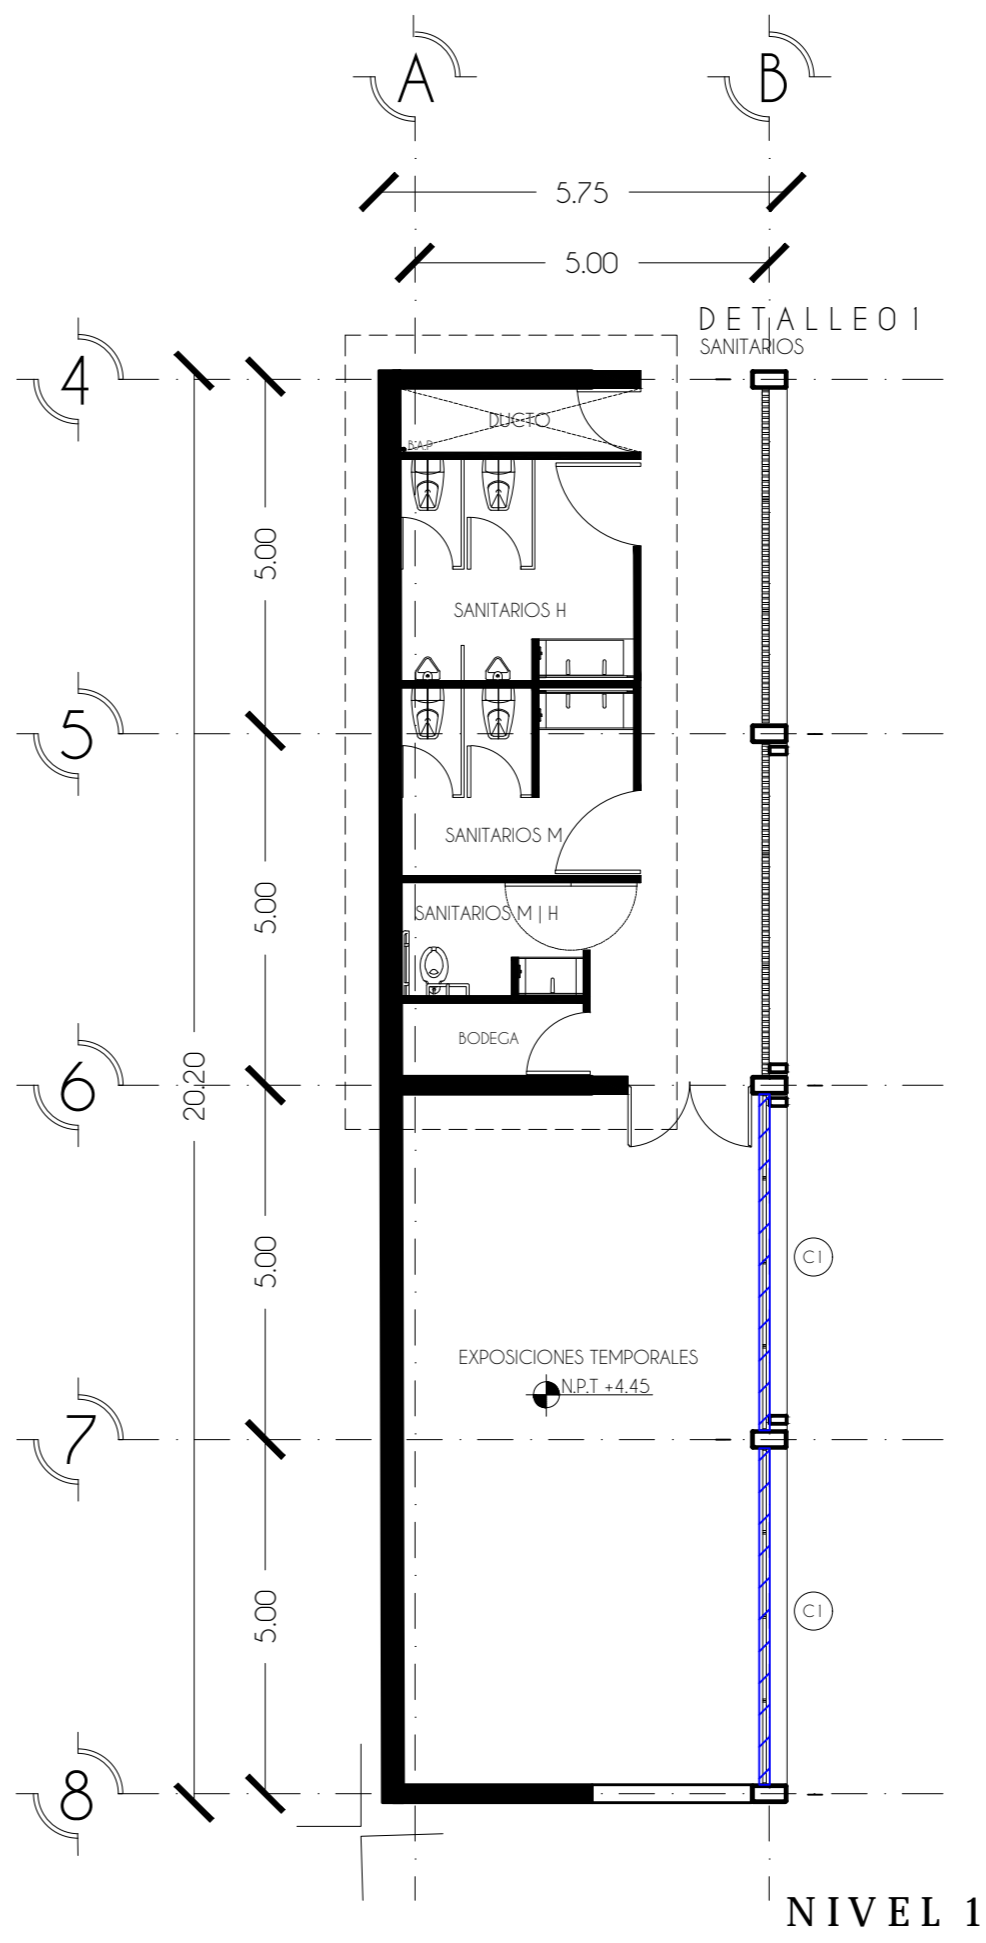 A
B
5.75
5.00
DETALLE01
SANITARIOS
4
DUCTO
B.A.P
5.00
SANITARIOS H
5
SANITARIOS M
5.00
SANITARIOS M | H
BODEGA
6
20.20
5.00
C1
EXPOSICIONES TEMPORALES
N.P.T +4.45
7
5.00
C1
8
NIVEL 1